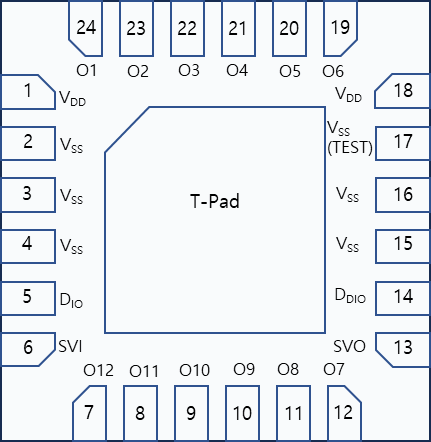 24 23 22 21 20 19
O1 O2 O3 O4 O5 O6
1 VDD VDD 18
2 VSS VSS (TEST) 17
3 VSS VSS 16
T-Pad
4 VSS VSS 15
5 DIO DDIO 14
6 SVI SVO 13
O12 O11 O10 O9 O8 O7
7 8 9 10 11 12